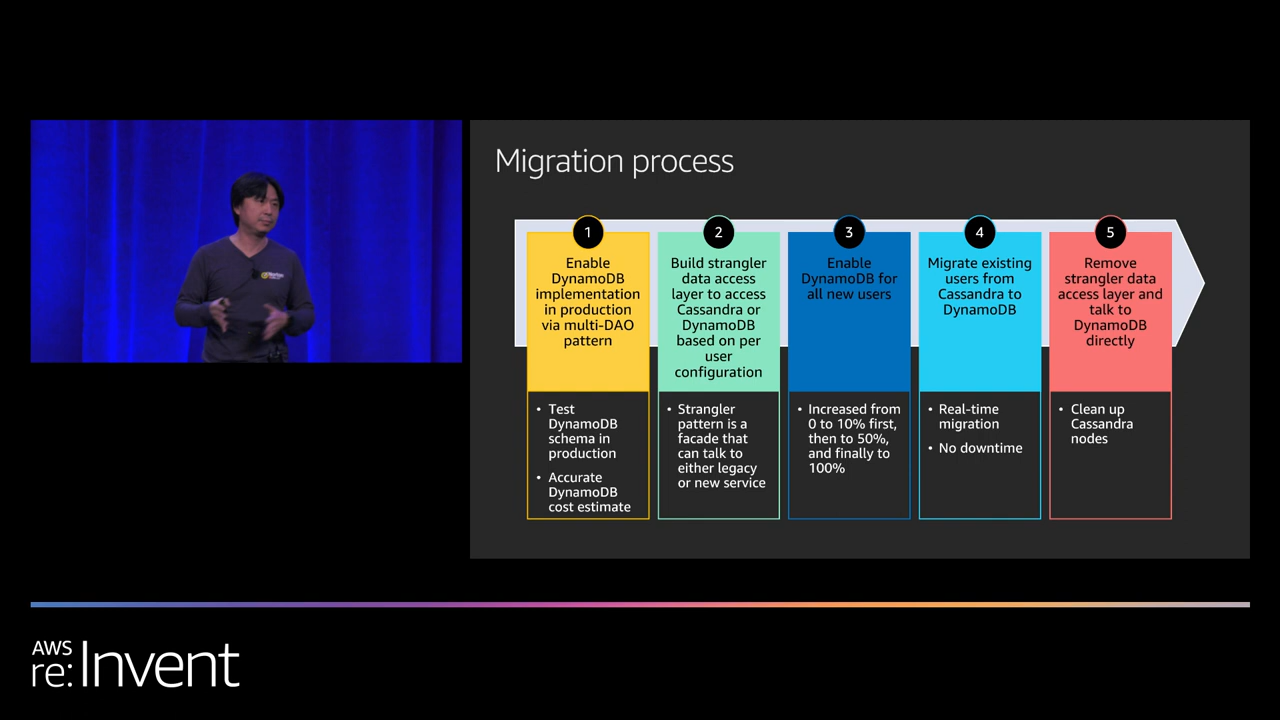 Migration process
1
Enable
DynamoDB
implementation
in production
via multi-DAO
pattern
• Test
DynamoDB
schema in
production
• Accurate
DynamoDB
cost estimate
2
Build strangler
data access
layer to access
Cassandra or
DynamoDB
based on per
user
configuration
• Strangler
pattern is a
facade that
can talk to
either legacy
or new service
3
Enable
DynamoDB for
all new users
• Increased from
0 to 10% first,
then to 50%,
and finally to
100%
4
Migrate existing
users from
Cassandra to
DynamoDB
• Real-time
migration
• No downtime
5
Remove
strangler data
access layer and
talk to
DynamoDB
directly
• Clean up
Cassandra
nodes
Norton
AWS
re:Invent